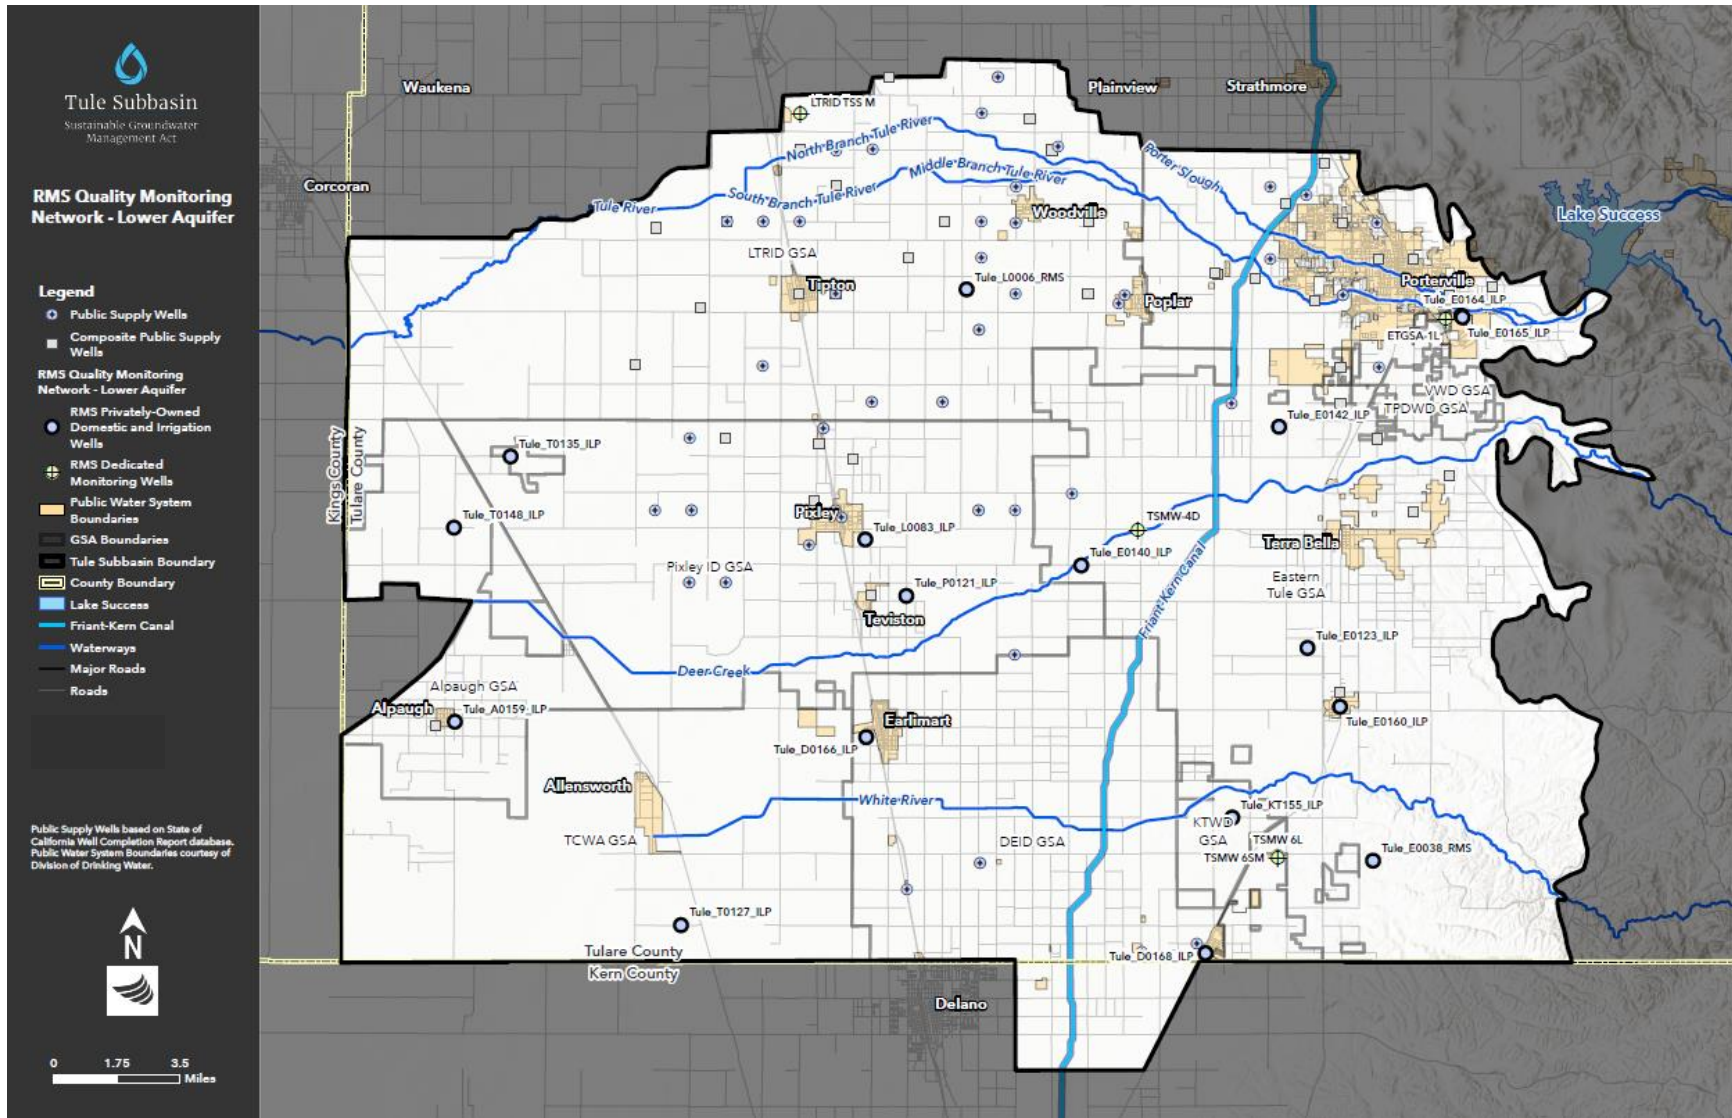 Tule Subbasin
Sustainable Groundwater
Management Act
RMS Quality Monitoring
Network - Lower Aquifer
Legend
Public Supply Wells
Composite Public Supply
Wells
RMS Quality Monitoring
Network - Lower Aquifer
RMS Privately-Owned
Domestic and Irrigation
Wells
RMS Dedicated
Monitoring Wells
Public Water System
Boundaries
GSA Boundaries
Tule Subbasin Boundary
County Boundary
Lake Success
Friant-Kern Canal
Waterways
Major Roads
Roads
Public Supply Wells based on State of
California Well Completion Report database.
Public Water System Boundaries courtesy of
Division of Drinking Water.
N
0 1.75 3.5
Miles
Waukena
Plainview
Strathmore
LTRID TSS M
North Branch Tule River
Porter Slough
Middle Branch Tule River
Corcoran
South Branch Tule River
Tule River
Woodville
Lake Success
LTRID GSA
Tule_L0006_RMS
Tipton
Poplar
Porterville
Tule_E0164_ILP
Tule_E0165_ILP
ETGSA-1L
VWD GSA
TPDWD GSA
Tule_E0142_ILP
Kings County
Tulare County
Tule_T0135_ILP
Tule_T0148_ILP
Pixley
Tule_L0083_ILP
TSMW-4D
Terra Bella
Tule_E0140_ILP
Pixley ID GSA
Tule_P0121_ILP
Eastern
Tule GSA
Friant-Kern Canal
Teviston
Tule_E0123_ILP
Deer Creek
Alpaugh GSA
Alpaugh
Tule_A0159_ILP
Earlimart
Tule_E0160_ILP
Tule_D0166_ILP
Allensworth
White River
Tule_KT155_ILP
KTWD
GSA
TCWA GSA
DEID GSA
TSMW 6L
TSMW 6SM
Tule_E0038_RMS
Tule_T0127_ILP
Tulare County
Kern County
Tule_D0168_ILP
Delano